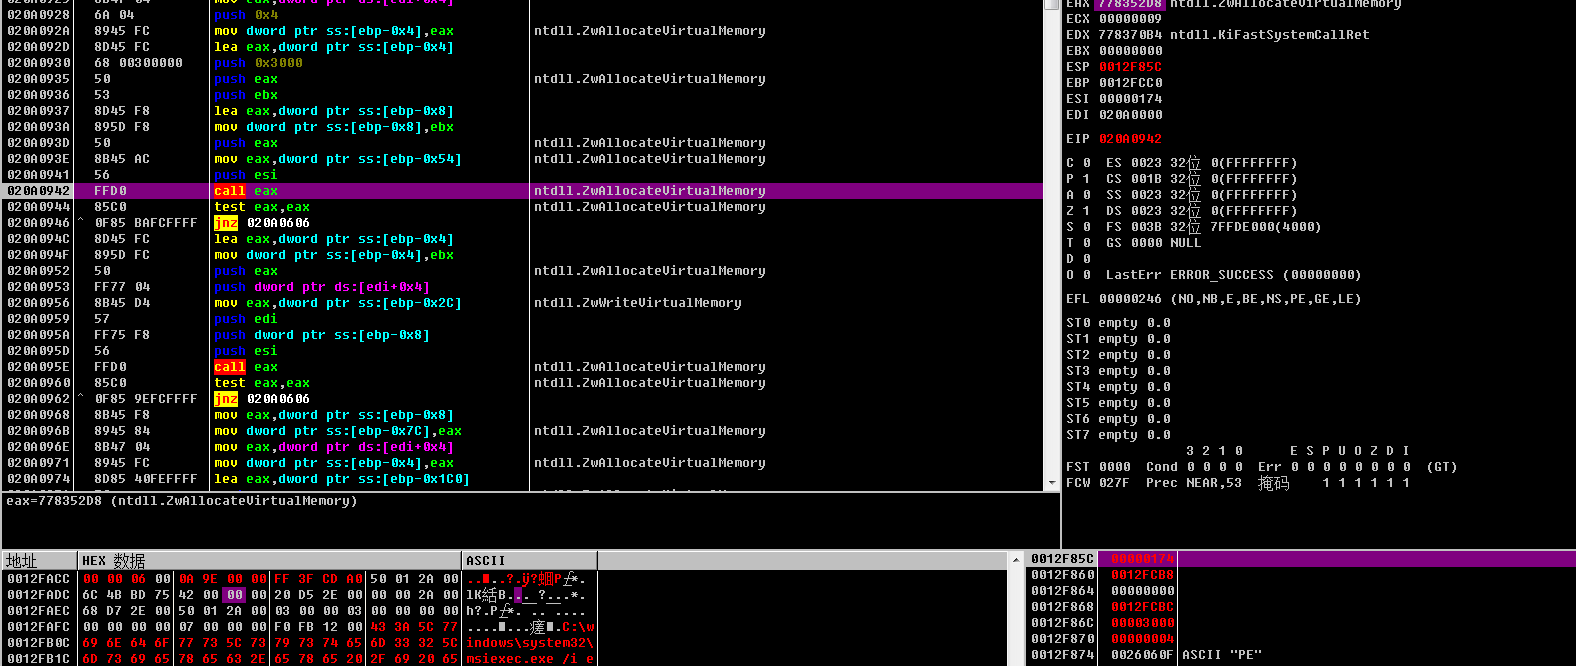 020A0928 6A 04 push 0x4
020A092A 8945 FC mov dword ptr ss:[ebp-0x4],eax ntdll.ZwAllocateVirtualMemory
020A092D 8D45 FC lea eax,dword ptr ss:[ebp-0x4]
020A0930 68 00300000 push 0x3000
020A0935 50 push eax ntdll.ZwAllocateVirtualMemory
020A0936 53 push ebx
020A0937 8D45 F8 lea eax,dword ptr ss:[ebp-0x8]
020A093A 895D F8 mov dword ptr ss:[ebp-0x8],ebx
020A093D 50 push eax ntdll.ZwAllocateVirtualMemory
020A093E 8B45 AC mov eax,dword ptr ss:[ebp-0x54] ntdll.ZwAllocateVirtualMemory
020A0941 56 push esi
020A0942 FFD0 call eax ntdll.ZwAllocateVirtualMemory
020A0944 85C0 test eax,eax ntdll.ZwAllocateVirtualMemory
020A0946 ^ 0F85 BAFCFFFF jnz 020A0606
020A094C 8D45 FC lea eax,dword ptr ss:[ebp-0x4]
020A094F 895D FC mov dword ptr ss:[ebp-0x4],ebx
020A0952 50 push eax ntdll.ZwAllocateVirtualMemory
020A0953 FF77 04 push dword ptr ds:[edi+0x4]
020A0956 8B45 D4 mov eax,dword ptr ss:[ebp-0x2C] ntdll.ZwWriteVirtualMemory
020A0959 57 push edi
020A095A FF75 F8 push dword ptr ss:[ebp-0x8]
020A095D 56 push esi
020A095E FFD0 call eax ntdll.ZwAllocateVirtualMemory
020A0960 85C0 test eax,eax ntdll.ZwAllocateVirtualMemory
020A0962 ^ 0F85 9EFCFFFF jnz 020A0606
020A0968 8B45 F8 mov eax,dword ptr ss:[ebp-0x8]
020A096B 8945 84 mov dword ptr ss:[ebp-0x7C],eax ntdll.ZwAllocateVirtualMemory
020A096E 8B47 04 mov eax,dword ptr ds:[edi+0x4]
020A0971 8945 FC mov dword ptr ss:[ebp-0x4],eax ntdll.ZwAllocateVirtualMemory
020A0974 8D85 40FEFFFF lea eax,dword ptr ss:[ebp-0x1C0]
eax=778352D8 (ntdll.ZwAllocateVirtualMemory)
EAX 778352D8 ntdll.ZwAllocateVirtualMemory
ECX 00000009
EDX 778370B4 ntdll.KiFastSystemCallRet
EBX 00000000
ESP 0012F85C
EBP 0012FCC0
ESI 00000174
EDI 020A0000
EIP 020A0942
C 0 ES 0023 32位 0(FFFFFFFF)
P 1 CS 001B 32位 0(FFFFFFFF)
A 0 SS 0023 32位 0(FFFFFFFF)
Z 1 DS 0023 32位 0(FFFFFFFF)
S 0 FS 003B 32位 7FFDE000(4000)
T 0 GS 0000 NULL
D 0
O 0 LastErr ERROR_SUCCESS (00000000)
EFL 00000246 (NO,NB,E,BE,NS,PE,GE,LE)
ST0 empty 0.0
ST1 empty 0.0
ST2 empty 0.0
ST3 empty 0.0
ST4 empty 0.0
ST5 empty 0.0
ST6 empty 0.0
ST7 empty 0.0
3 2 1 0 E S P U O Z D I
FST 0000 Cond 0 0 0 0 Err 0 0 0 0 0 0 0 0 (GT)
FCW 027F Prec NEAR,53 掩码 1 1 1 1 1 1
地址 HEX 数据 ASCII
0012FACC 00 00 06 00 0A 9E 00 00 FF 3F CD A0 50 01 2A 00
0012FADC 6C 4B BD 75 42 00 00 00 20 D5 2E 00 00 00 2A 00
0012FAEC 68 D7 2E 00 50 01 2A 00 03 00 00 03 00 00 00 00
0012FAFC 00 00 00 00 07 00 00 00 F0 FB 12 00 43 3A 5C 77 C:\w
0012FB0C 69 6E 64 6F 77 73 5C 73 79 73 74 65 6D 33 32 5C indows\system32\
0012FB1C 6D 73 69 65 78 65 63 2E 65 78 65 20 2F 69 20 65 msiexec.exe /i e
0012F85C 00000174
0012F860 0012FCB8
0012F864 00000000
0012F868 0012FCBC
0012F86C 00003000
0012F870 00000004
0012F874 0026060F ASCII "PE"